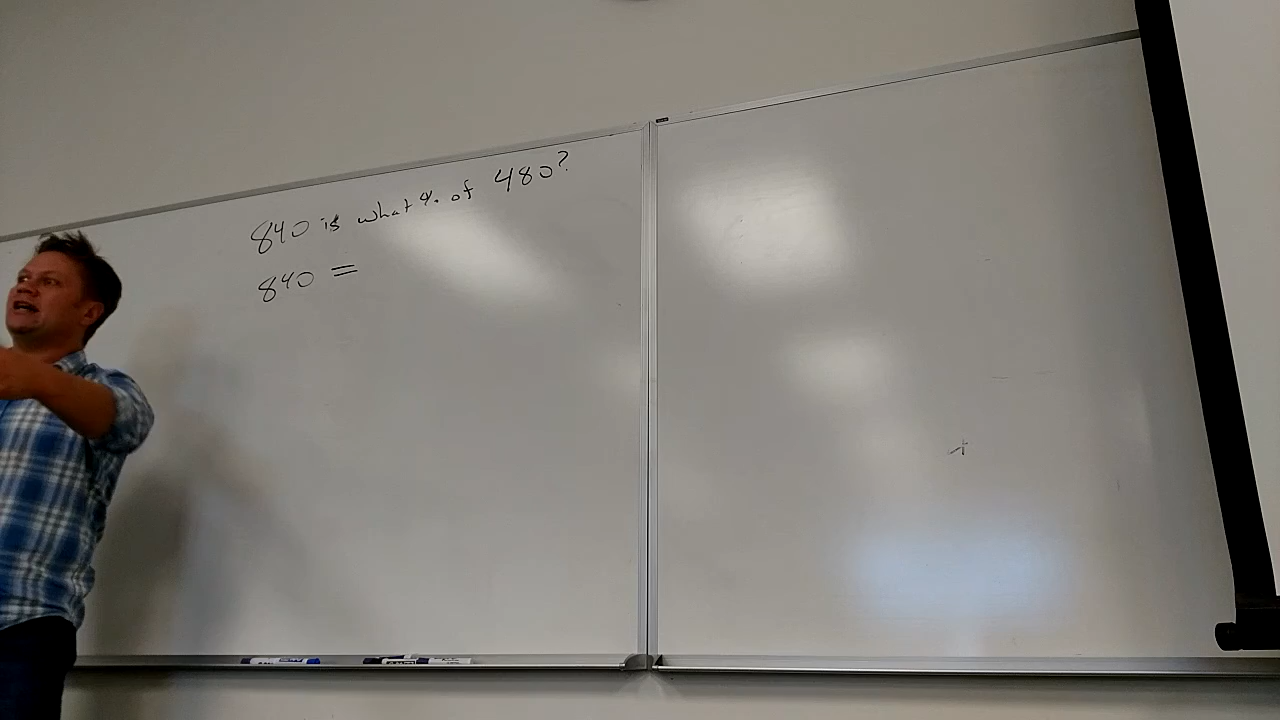 840 is what % of 480?
840 =